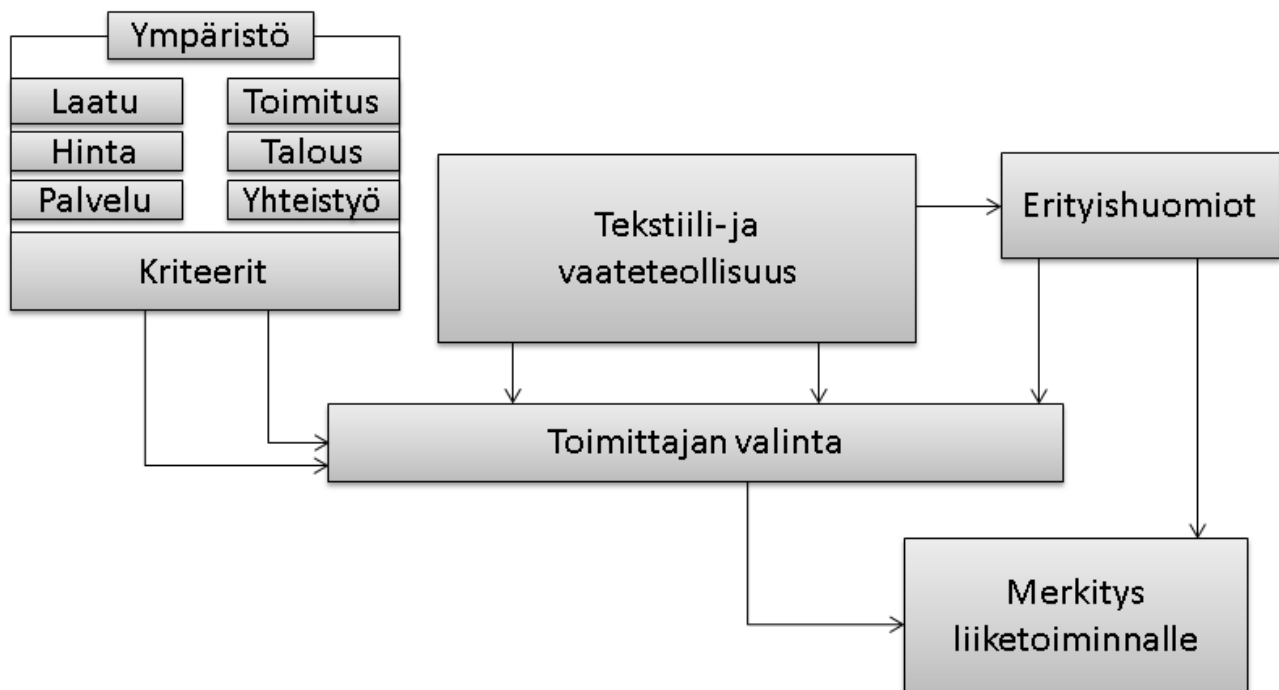 Ympäristö
Laatu
Toimitus
Hinta
Talous
Palvelu
Yhteistyö
Kriteerit
Tekstiili-ja
vaateteollisuus
Erityishuomiot
Toimittajan valinta
Merkitys
liiketoiminnalle